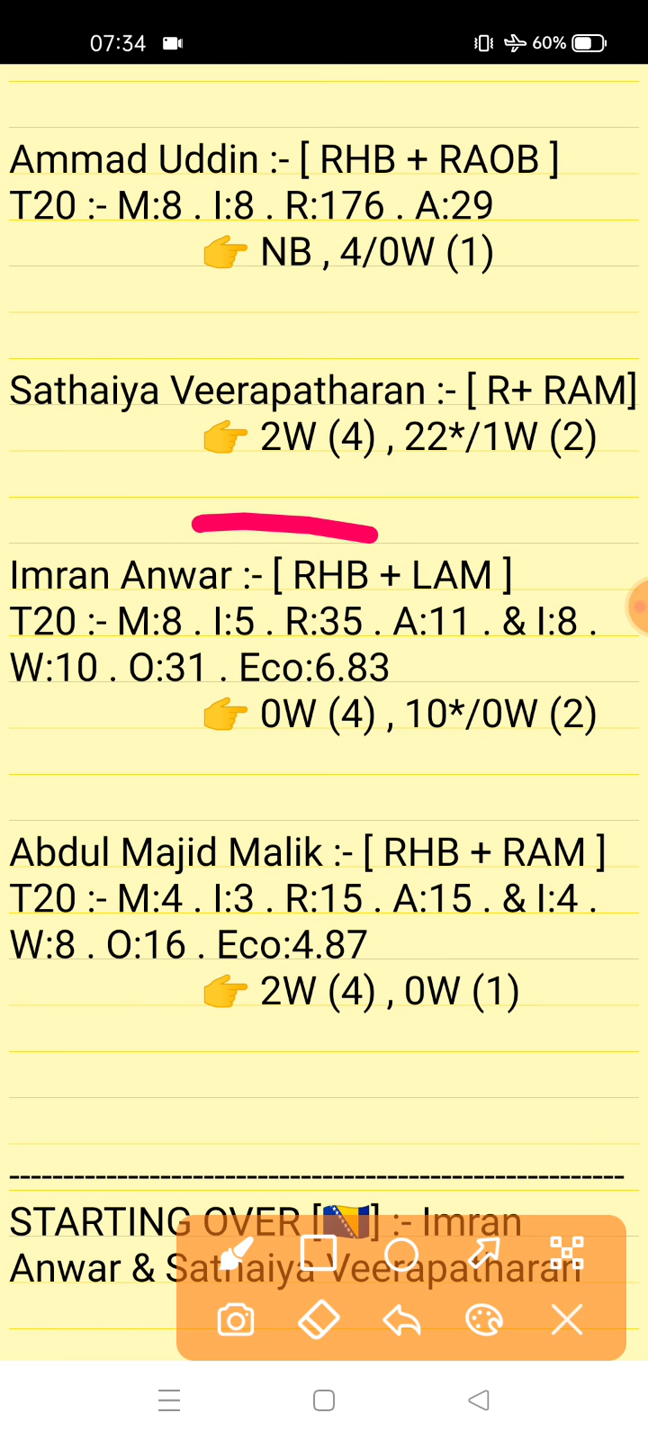 07:34 60%
Ammad Uddin :- [ RHB + RAOB ]
T20 :- M:8 . I:8 . R:176 . A:29
👉 NB , 4/0W (1)
Sathaiya Veerapatharan :- [ R+ RAM]
👉 2W (4) , 22*/1W (2)
Imran Anwar :- [ RHB + LAM ]
T20 :- M:8 . I:5 . R:35 . A:11 . & I:8 .
W:10 . O:31 . Eco:6.83
👉 0W (4) , 10*/0W (2)
Abdul Majid Malik :- [ RHB + RAM ]
T20 :- M:4 . I:3 . R:15 . A:15 . & I:4 .
W:8 . O:16 . Eco:4.87
👉 2W (4) , 0W (1)
---------------------------------------------------------
STARTING OVER [🇧🇦] :- Imran
Anwar & Sathaiya Veerapatharan